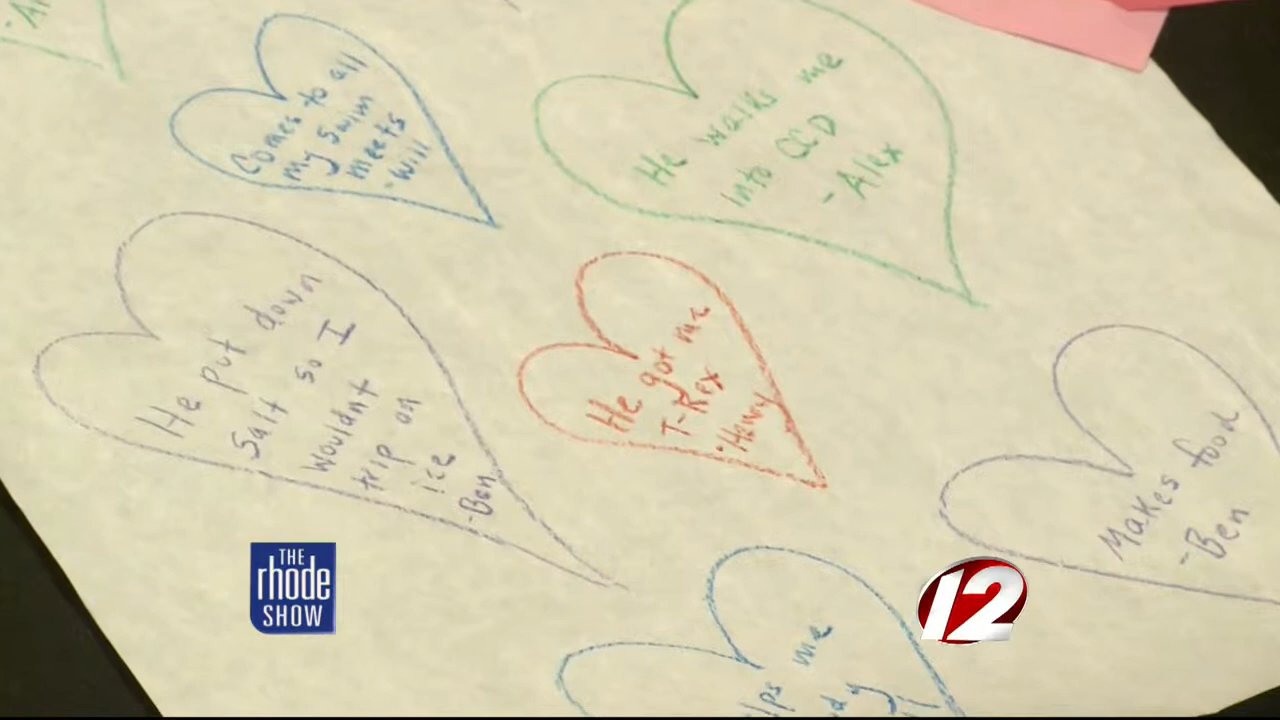 Comes to all
my swim
meets
-Will
He walks me
into CCD
-Alex
He put down
Salt so I
wouldnt
trip on
ice
-Ben
He got me
T-Rex
-Henry
Makes food
-Ben
me
THE
rhode
SHOW
12